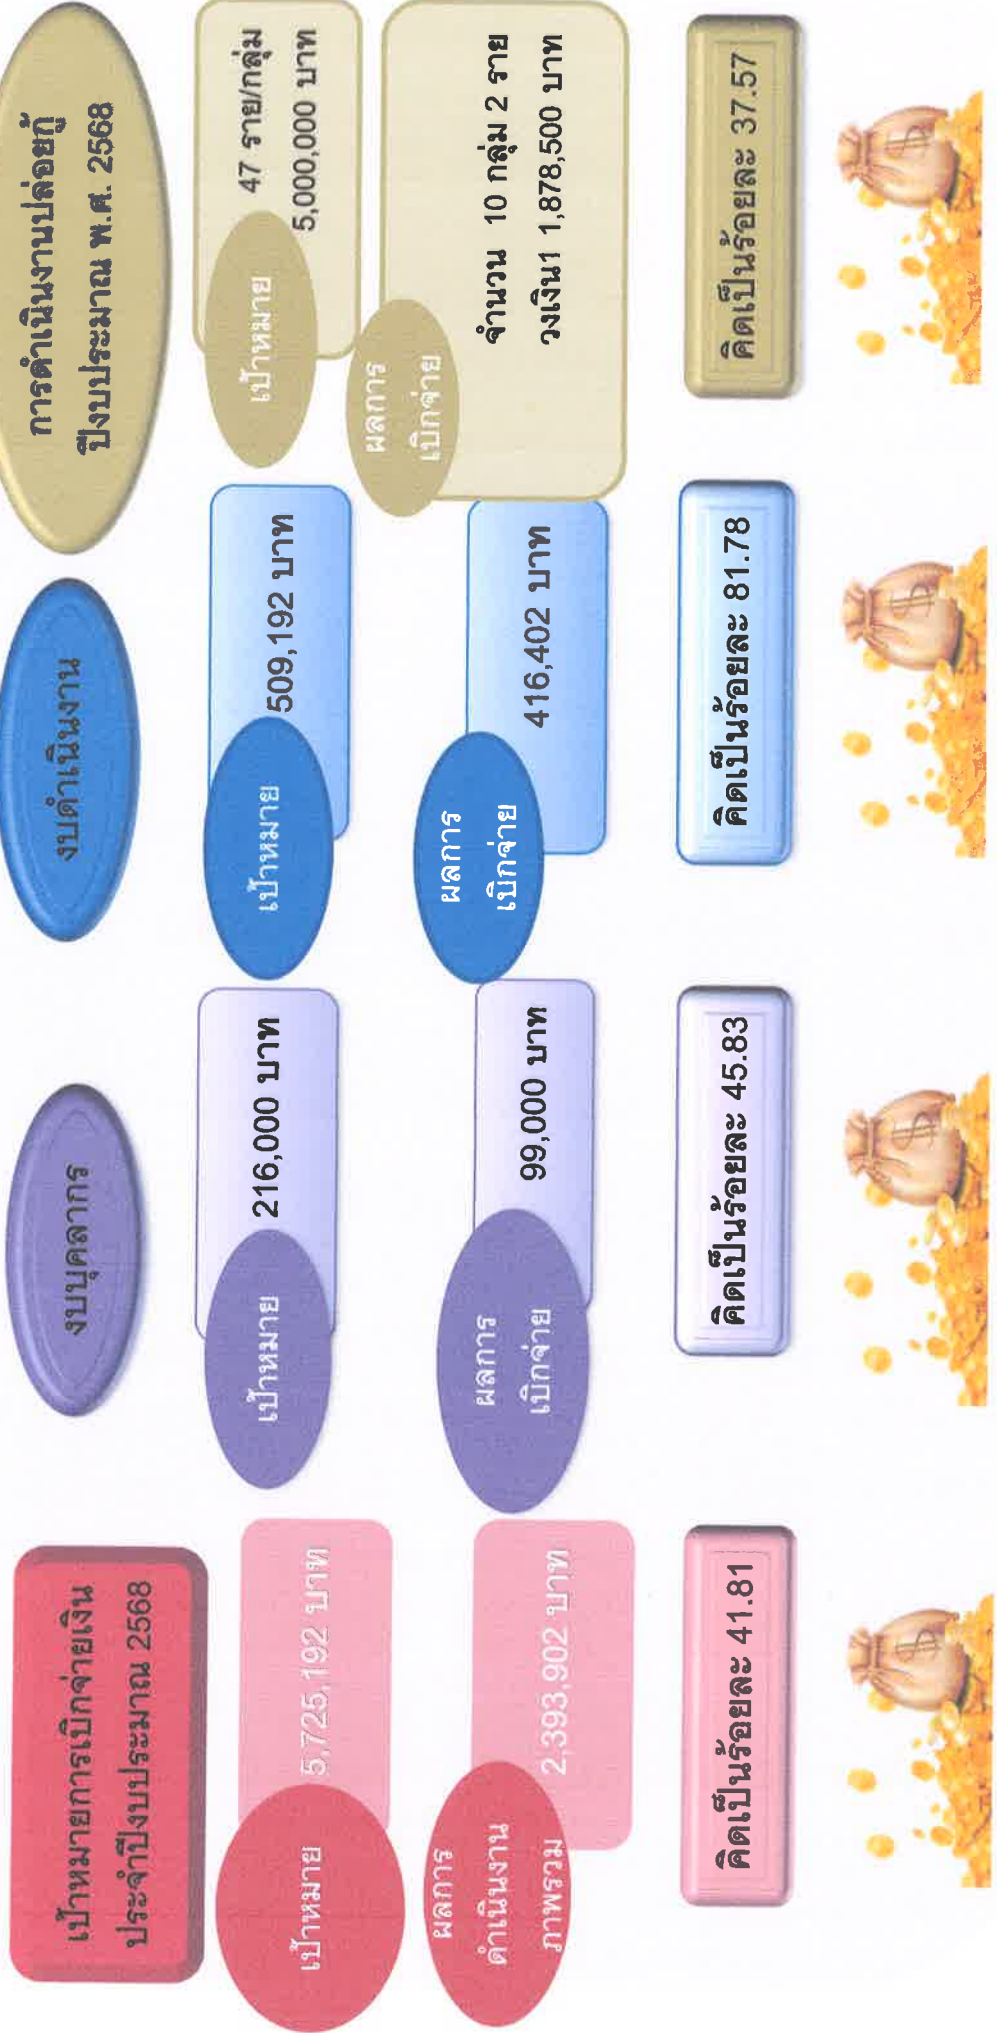 เป้าหมายการเบิกจ่ายเงิน
ประจำปีงบประมาณ 2568
เป้าหมาย
5,725,192 บาท
ผลการ
ดำเนินงาน
ภาพรวม
2,393,902 บาท
คิดเป็นร้อยละ 41.81
งบบุคลากร
เป้าหมาย
216,000 บาท
ผลการ
เบิกจ่าย
99,000 บาท
คิดเป็นร้อยละ 45.83
งบดำเนินงาน
เป้าหมาย
509,192 บาท
ผลการ
เบิกจ่าย
416,402 บาท
คิดเป็นร้อยละ 81.78
การดำเนินงานปล่อยกู้
ปีงบประมาณ พ.ศ. 2568
เป้าหมาย
47 ราย/กลุ่ม
5,000,000 บาท
ผลการ
เบิกจ่าย
จำนวน 10 กลุ่ม 2 ราย
วงเงิน1 1,878,500 บาท
คิดเป็นร้อยละ 37.57